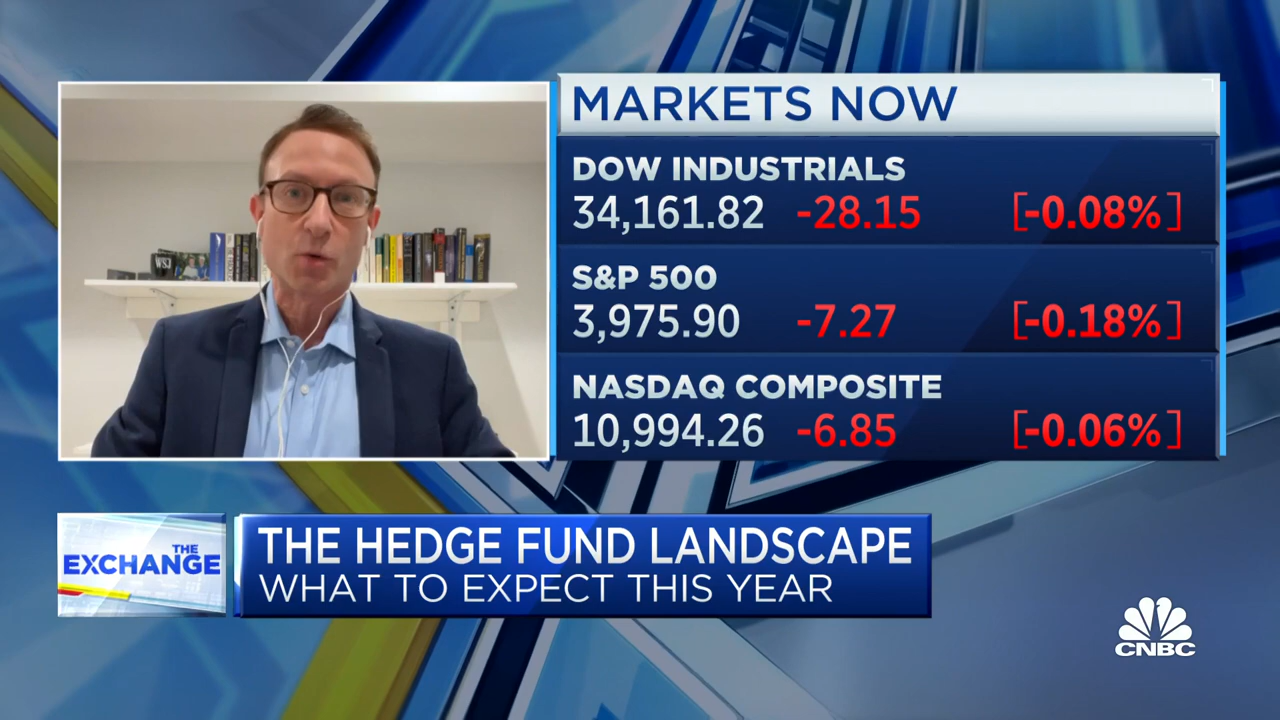 WSJ
MARKETS NOW
DOW INDUSTRIALS
34,161.82 -28.15 [-0.08%]
S&P 500
3,975.90 -7.27 [-0.18%]
NASDAQ COMPOSITE
10,994.26 -6.85 [-0.06%]
THE
EXCHANGE
THE HEDGE FUND LANDSCAPE
WHAT TO EXPECT THIS YEAR
CNBC